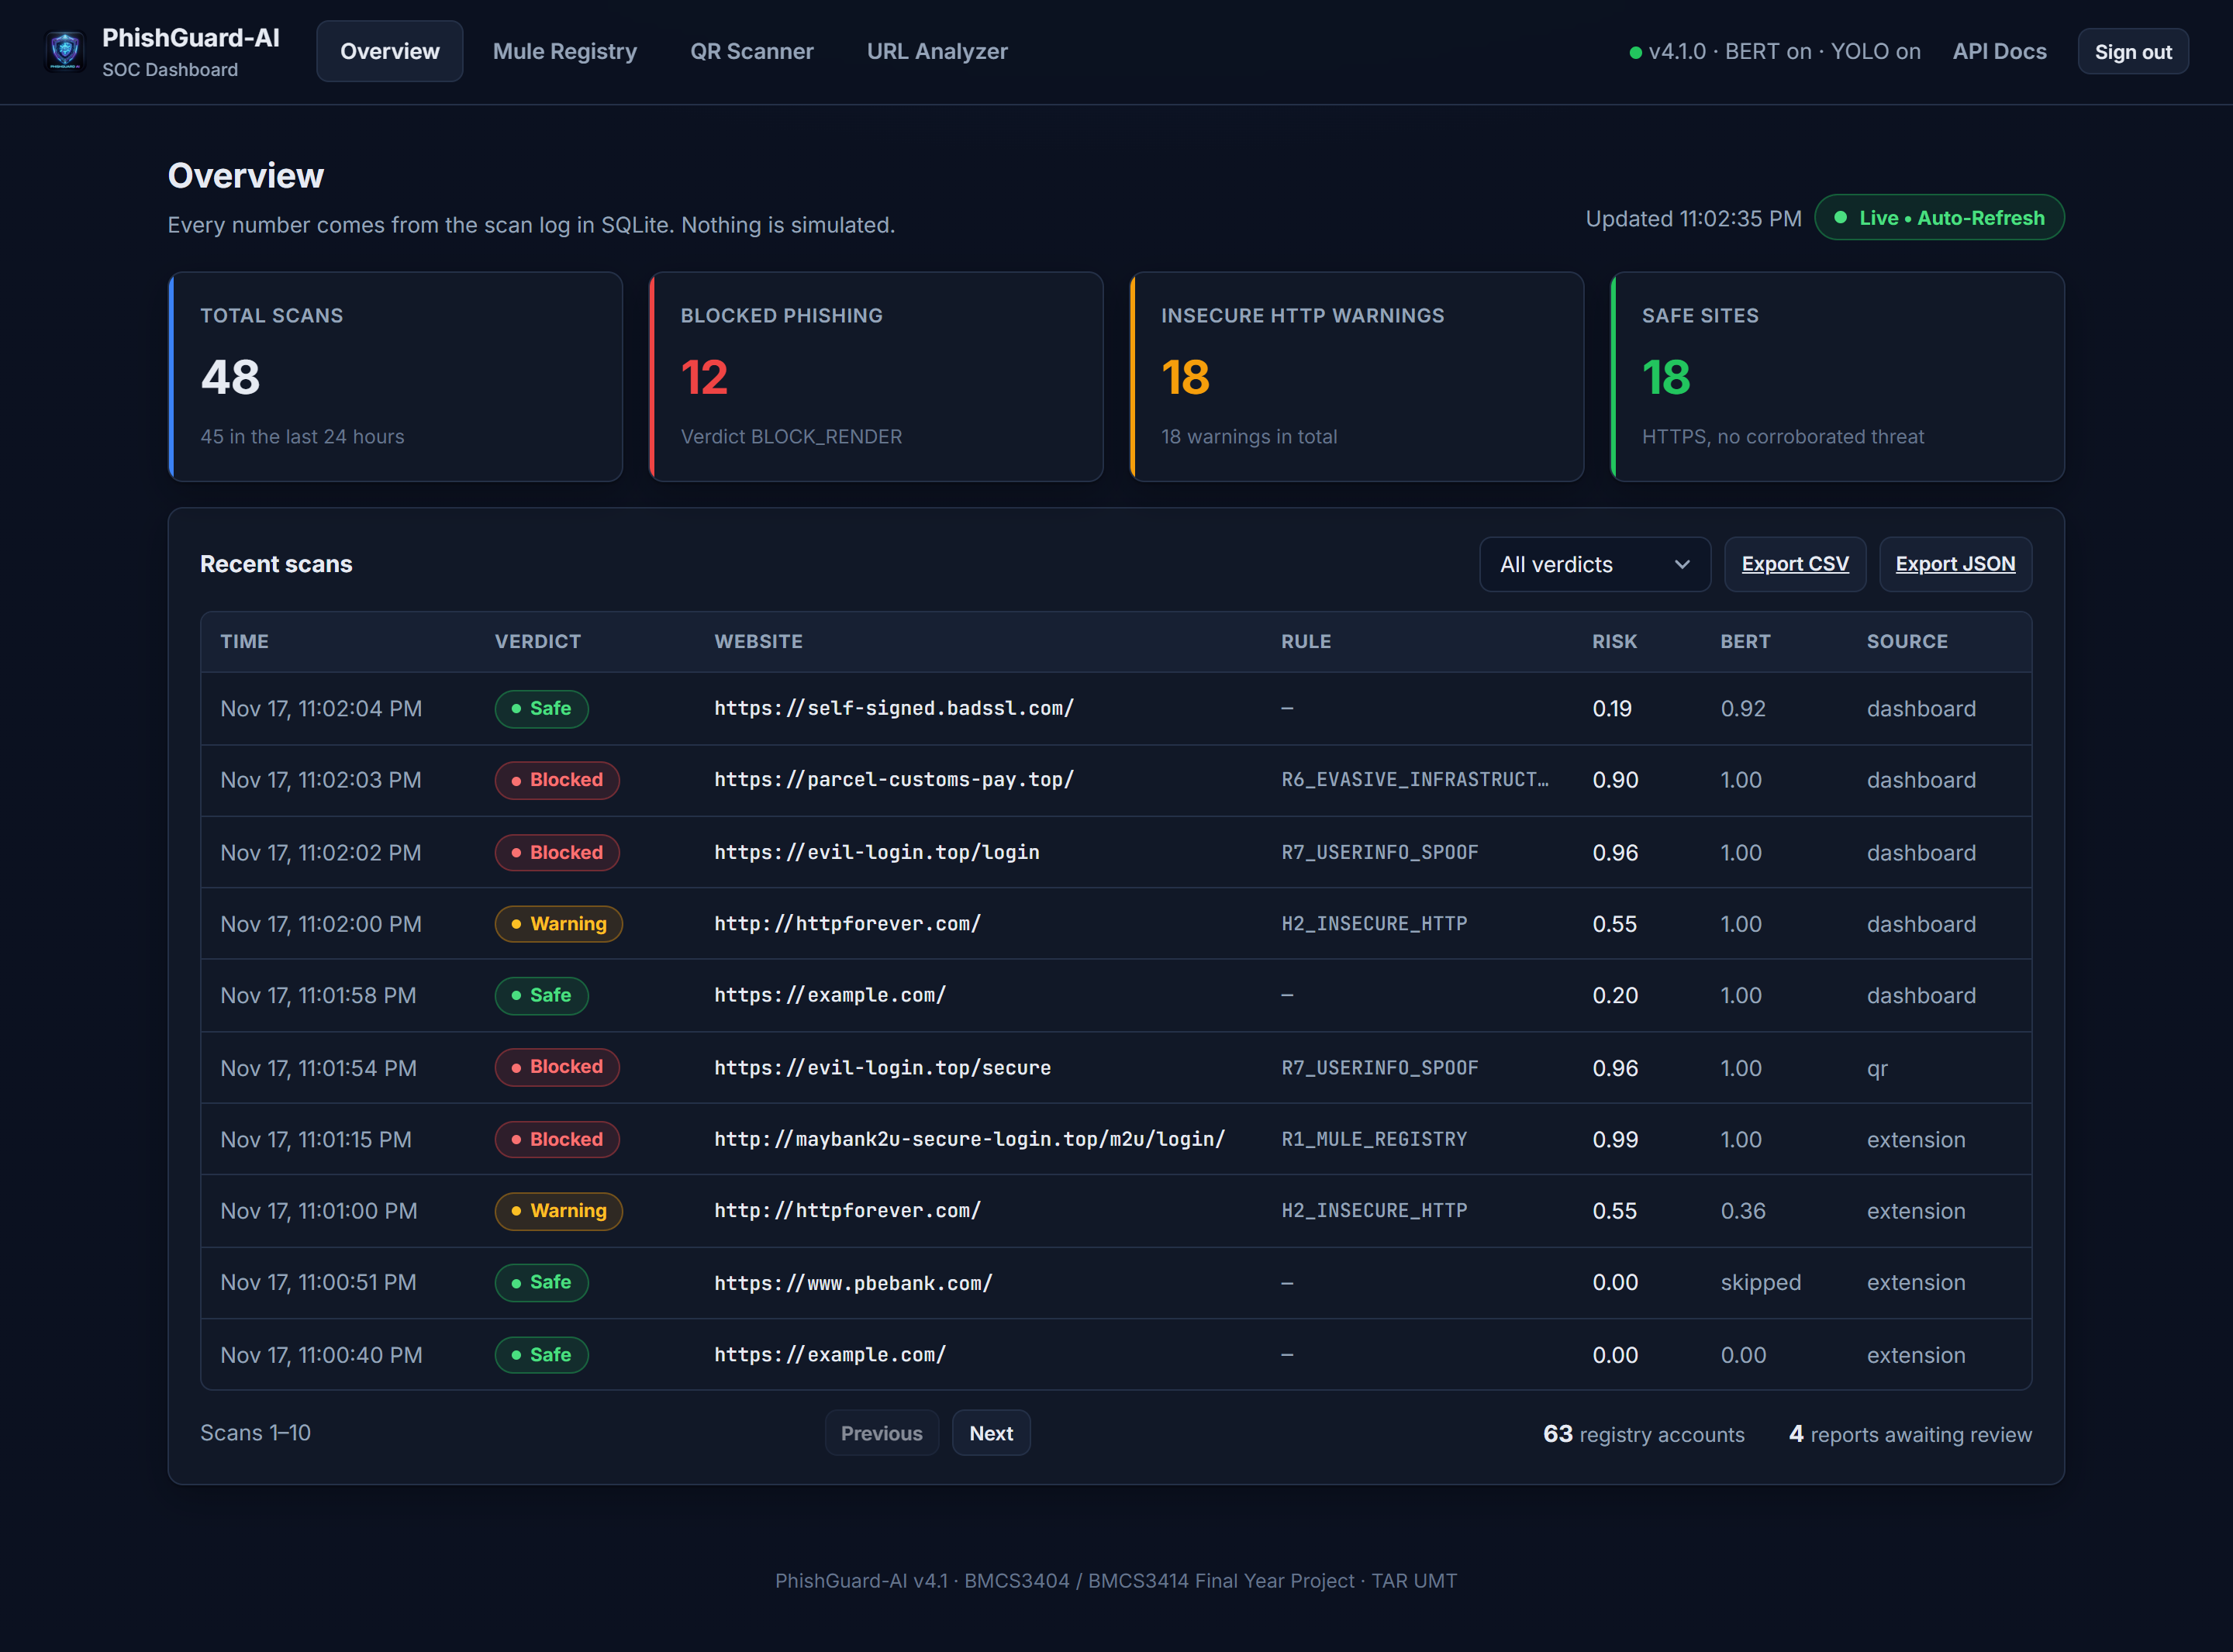 PhishGuard-AI
SOC Dashboard
Overview
Mule Registry
QR Scanner
URL Analyzer
v4.1.0 · BERT on · YOLO on
API Docs
Sign out
Overview
Every number comes from the scan log in SQLite. Nothing is simulated.
Updated 11:02:35 PM
Live • Auto-Refresh
TOTAL SCANS
48
45 in the last 24 hours
BLOCKED PHISHING
12
Verdict BLOCK_RENDER
INSECURE HTTP WARNINGS
18
18 warnings in total
SAFE SITES
18
HTTPS, no corroborated threat
Recent scans
All verdicts
Export CSV
Export JSON
TIME VERDICT WEBSITE RULE RISK BERT SOURCE
Nov 17, 11:02:04 PM Safe https://self-signed.badssl.com/ — 0.19 0.92 dashboard
Nov 17, 11:02:03 PM Blocked https://parcel-customs-pay.top/ R6_EVASIVE_INFRASTRUCT… 0.90 1.00 dashboard
Nov 17, 11:02:02 PM Blocked https://evil-login.top/login R7_USERINFO_SPOOF 0.96 1.00 dashboard
Nov 17, 11:02:00 PM Warning http://httpforever.com/ H2_INSECURE_HTTP 0.55 1.00 dashboard
Nov 17, 11:01:58 PM Safe https://example.com/ — 0.20 1.00 dashboard
Nov 17, 11:01:54 PM Blocked https://evil-login.top/secure R7_USERINFO_SPOOF 0.96 1.00 qr
Nov 17, 11:01:15 PM Blocked http://maybank2u-secure-login.top/m2u/login/ R1_MULE_REGISTRY 0.99 1.00 extension
Nov 17, 11:01:00 PM Warning http://httpforever.com/ H2_INSECURE_HTTP 0.55 0.36 extension
Nov 17, 11:00:51 PM Safe https://www.pbebank.com/ — 0.00 skipped extension
Nov 17, 11:00:40 PM Safe https://example.com/ — 0.00 0.00 extension
Scans 1–10
Previous
Next
63 registry accounts
4 reports awaiting review
PhishGuard-AI v4.1 · BMCS3404 / BMCS3414 Final Year Project · TAR UMT